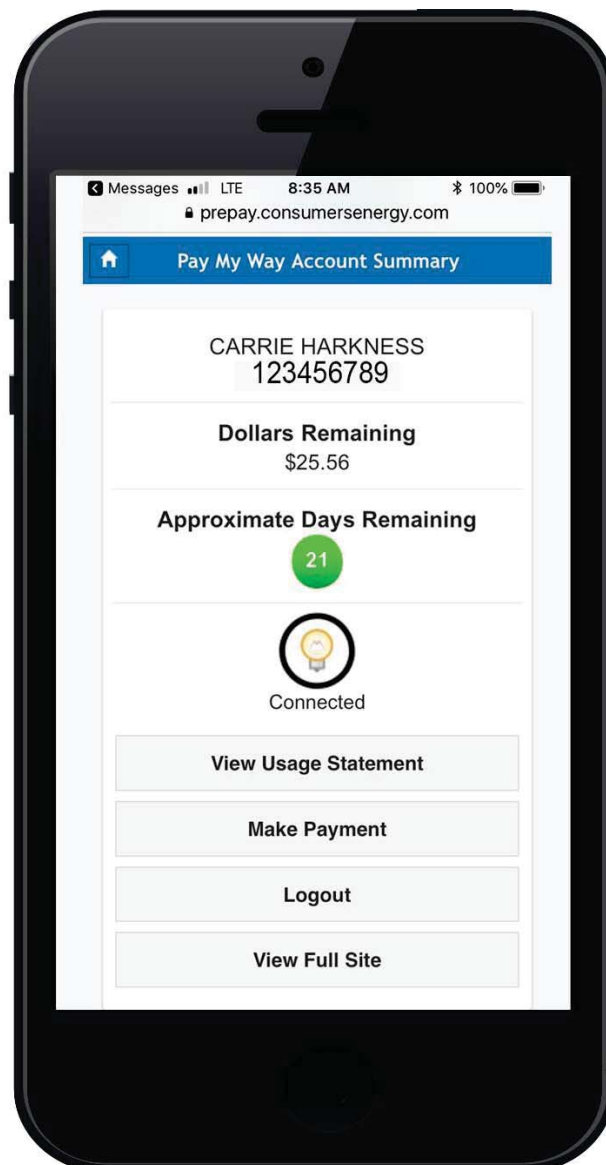 Messages LTE 8:35 AM 100%
prepay.consumersenergy.com
Pay My Way Account Summary
CARRIE HARKNESS
123456789
Dollars Remaining
$25.56
Approximate Days Remaining
21
Connected
View Usage Statement
Make Payment
Logout
View Full Site